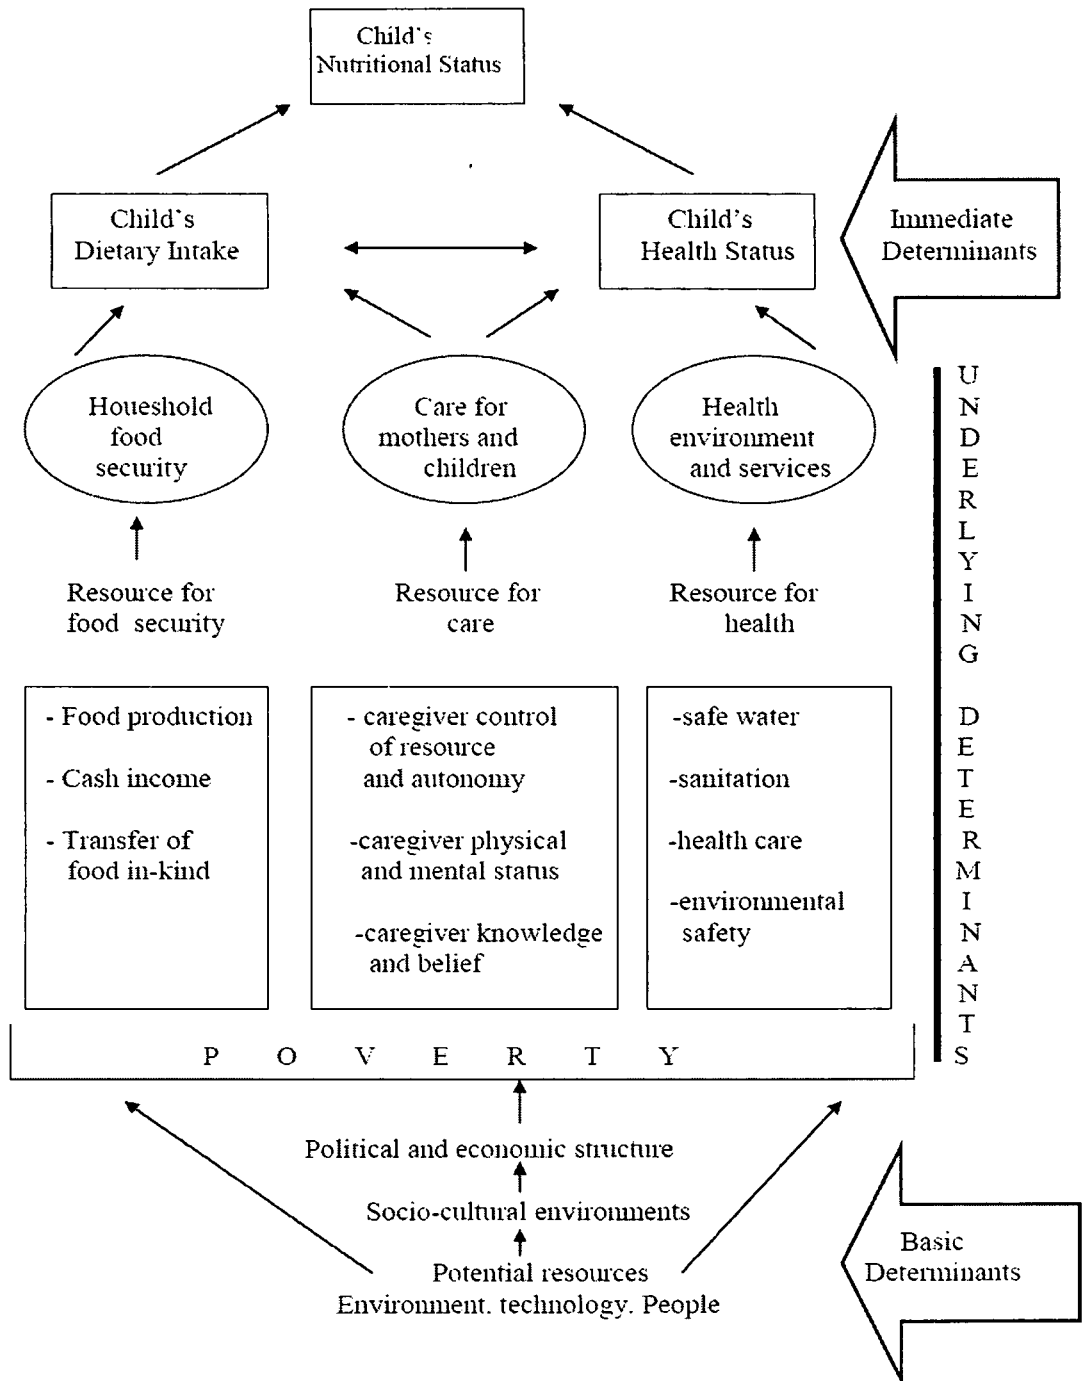 Child's
Nutritional Status
Child's
Dietary Intake
Child's
Health Status
Immediate
Determinants
Houeshold
food
security
Care for
mothers and
children
Health
environment
and services
Resource for
food security
Resource for
care
Resource for
health
- Food production
- Cash income
- Transfer of
food in-kind
- caregiver control
of resource
and autonomy
-caregiver physical
and mental status
-caregiver knowledge
and belief
-safe water
-sanitation
-health care
-environmental
safety
UNDERLYING DETERMINANTS
P O V E R T Y
Political and economic structure
Socio-cultural environments
Potential resources
Environment. technology. People
Basic
Determinants